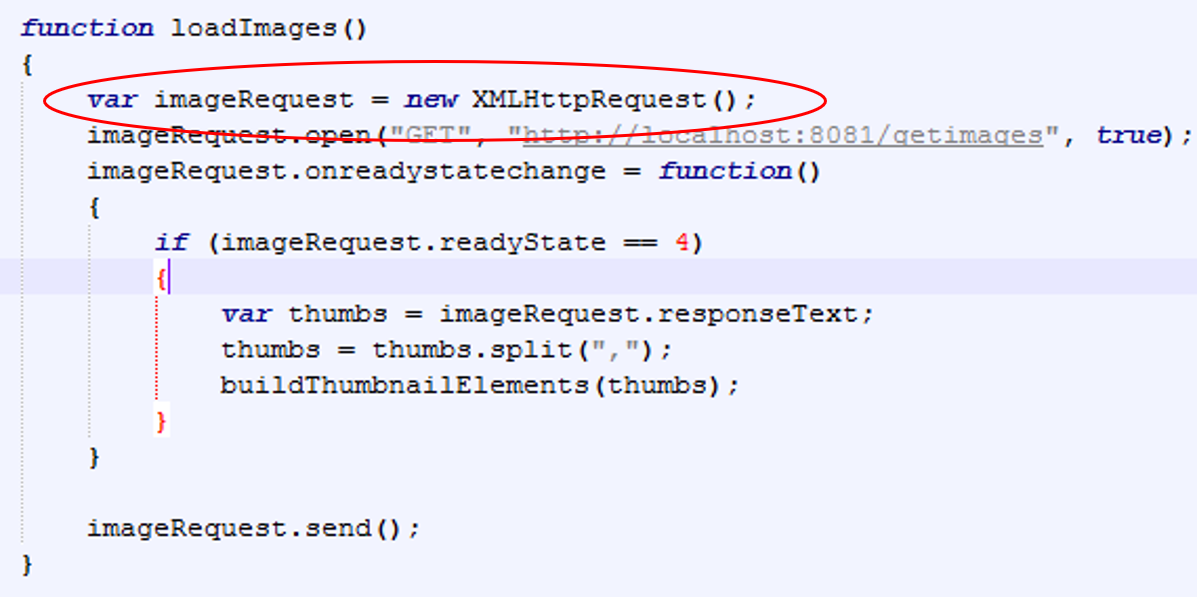 function loadImages()
{
var imageRequest = new XMLHttpRequest();
imageRequest.open("GET", "http://localhost:8081/getimages", true);
imageRequest.onreadystatechange = function()
{
if (imageRequest.readyState == 4)
{
var thumbs = imageRequest.responseText;
thumbs = thumbs.split(",");
buildThumbnailElements(thumbs);
}
}
imageRequest.send();
}